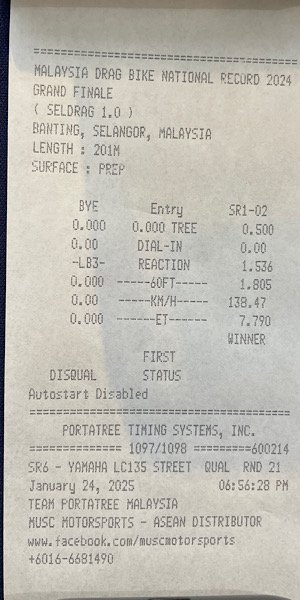 ==================================
MALAYSIA DRAG BIKE NATIONAL RECORD 2024
GRAND FINALE
( SELDRAG 1.0 )
BANTING, SELANGOR, MALAYSIA
LENGTH : 201M
SURFACE : PREP
BYE Entry SR1-02
0.000 0.000 TREE 0.500
0.00 DIAL-IN 0.00
-LB3- REACTION 1.536
0.000 -----60FT----- 1.805
0.00 -----KM/H----- 138.47
0.000 ------ET------ 7.790
WINNER
FIRST
DISQUAL STATUS
Autostart Disabled
==================================
PORTATREE TIMING SYSTEMS, INC.
============== 1097/1098 =========600214
SR6 - YAMAHA LC135 STREET QUAL RND 21
January 24, 2025 06:56:28 PM
TEAM PORTATREE MALAYSIA
MUSC MOTORSPORTS - ASEAN DISTRIBUTOR
www.facebook.com/muscmotorsports
+6016-6681490